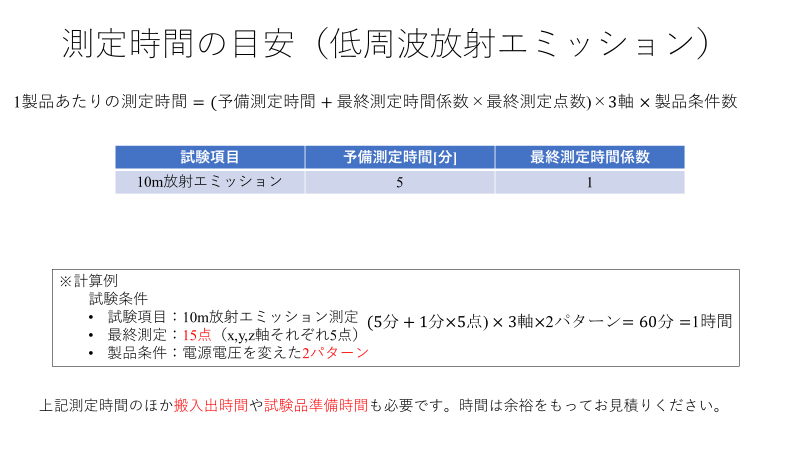 測定時間の目安（低周波放射エミッション）
1製品あたりの測定時間 = (予備測定時間 + 最終測定時間係数×最終測定点数)×3軸 × 製品条件数
試験項目 予備測定時間[分] 最終測定時間係数
10m放射エミッション 5 1
※計算例
試験条件
• 試験項目：10m放射エミッション測定
• 最終測定：15点（x,y,z軸それぞれ5点）
• 製品条件：電源電圧を変えた2パターン
(5分 + 1分×5点) × 3軸×2パターン= 60分 =1時間
上記測定時間のほか搬入出時間や試験品準備時間も必要です。時間は余裕をもってお見積りください。